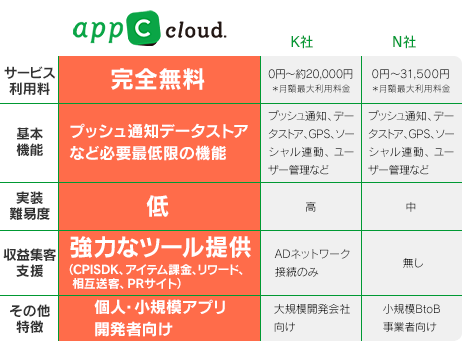 appC cloud.
K社
N社
サービス
利用料
完全無料
0円〜約20,000円
*月額最大利用料金
0円〜31,500円
*月額最大利用料金
基本
機能
プッシュ通知データストア
など必要最低限の機能
プッシュ通知、デー
タストア、GPS、ソー
シャル連動、ユー
ザー管理など
プッシュ通知、デー
タストア、GPS、ソー
シャル連動、ユー
ザー管理など
実装
難易度
低
高
中
収益集客
支援
強力なツール提供
(CPISDK、アイテム課金、リワード、
相互送客、PRサイト)
ADネットワーク
接続のみ
無し
その他
特徴
個人・小規模アプリ
開発者向け
大規模開発会社
向け
小規模BtoB
事業者向け